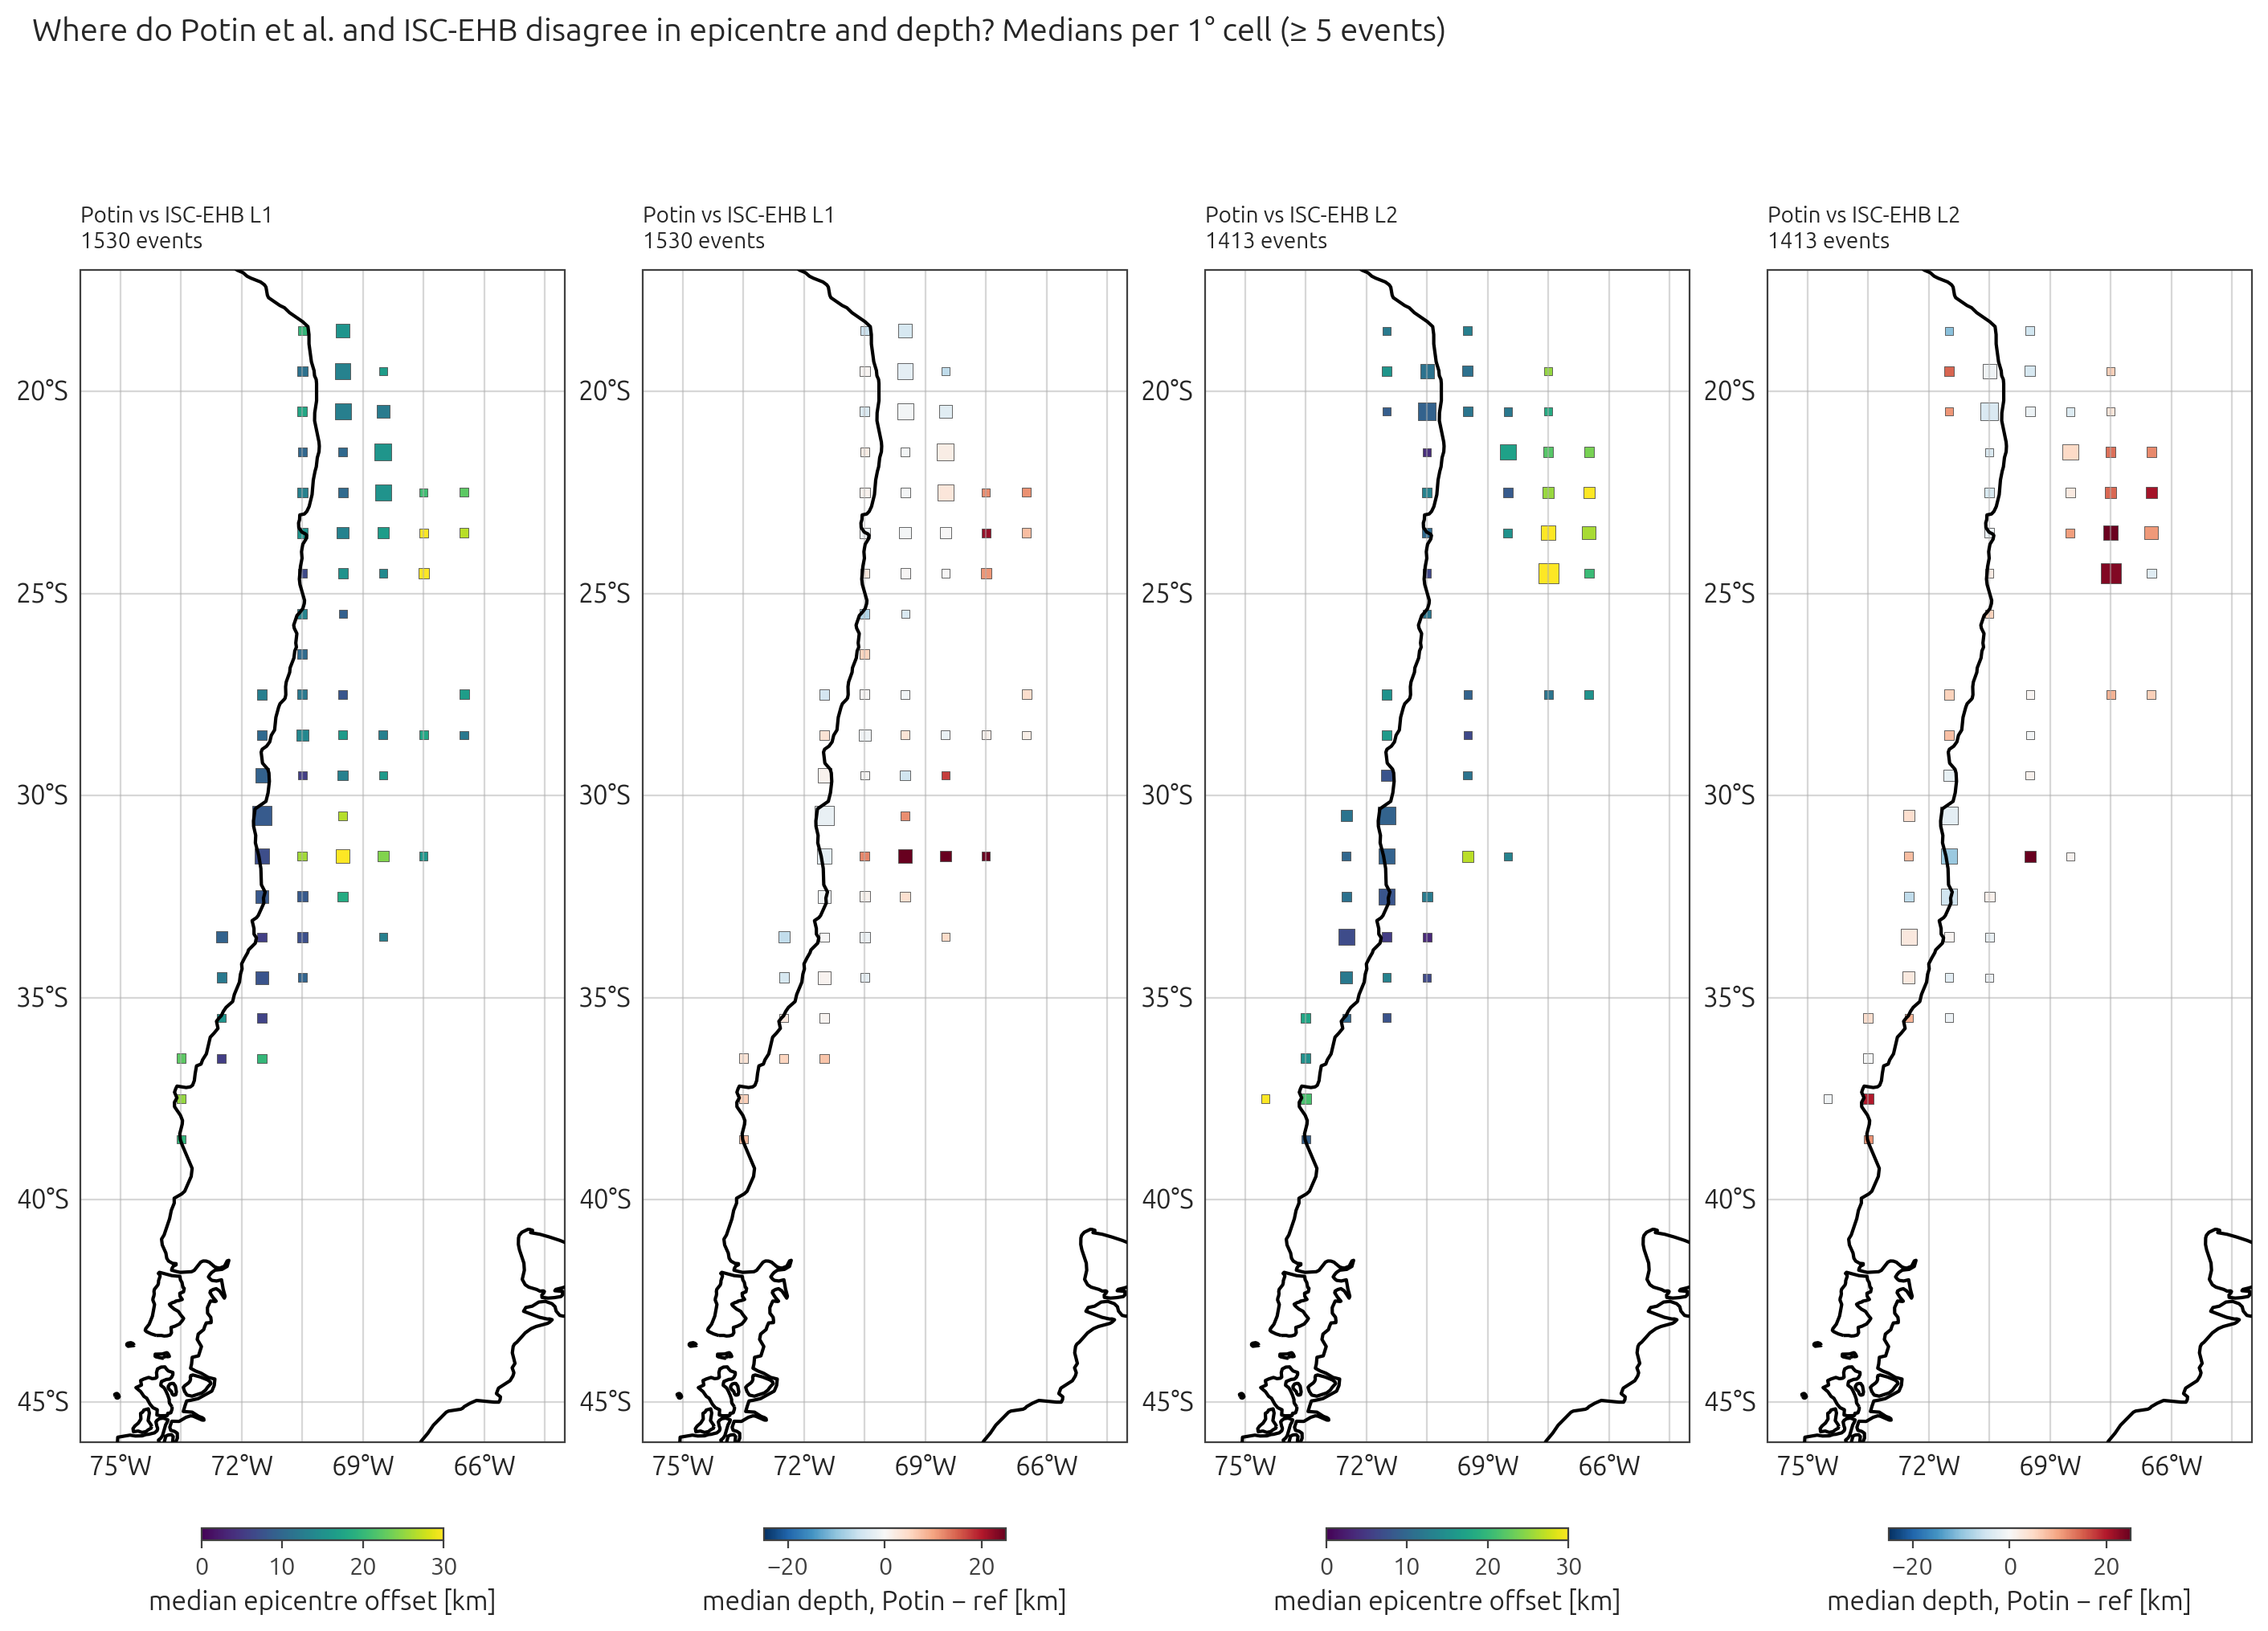 Where do Potin et al. and ISC-EHB disagree in epicentre and depth? Medians per 1° cell (≥ 5 events)
Potin vs ISC-EHB L1
1530 events
Potin vs ISC-EHB L1
1530 events
Potin vs ISC-EHB L2
1413 events
Potin vs ISC-EHB L2
1413 events
20°S 20°S 20°S 20°S
25°S 25°S 25°S 25°S
30°S 30°S 30°S 30°S
35°S 35°S 35°S 35°S
40°S 40°S 40°S 40°S
45°S 45°S 45°S 45°S
75°W 72°W 69°W 66°W 75°W 72°W 69°W 66°W 75°W 72°W 69°W 66°W 75°W 72°W 69°W 66°W
0 10 20 30
median epicentre offset [km]
−20 0 20
median depth, Potin − ref [km]
0 10 20 30
median epicentre offset [km]
−20 0 20
median depth, Potin − ref [km]